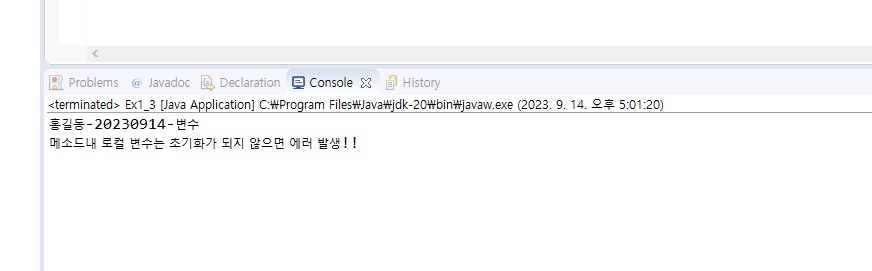 Problems @ Javadoc Declaration Console History
<terminated> Ex1_3 [Java Application] C:₩Program Files₩Java₩jdk-20₩bin₩javaw.exe (2023. 9. 14. 오후 5:01:20)
홍길동-20230914-변수
메소드내 로컬 변수는 초기화가 되지 않으면 에러 발생!!